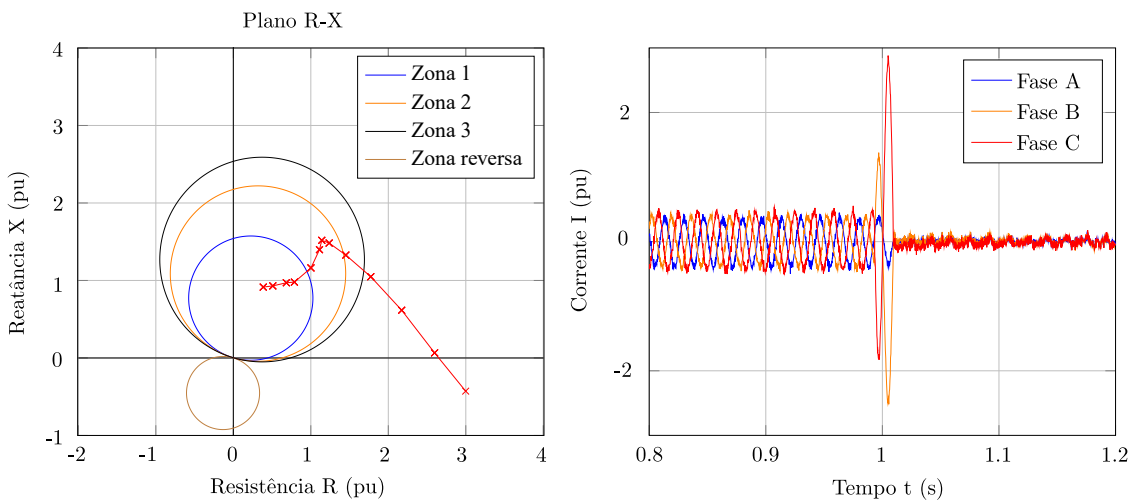 Plano R-X
4
3
2
1
0
-1
-2
-1
0
1
2
3
4
Reatância X (pu)
Resistência R (pu)
Zona 1
Zona 2
Zona 3
Zona reversa
2
0
-2
0.8
0.9
1
1.1
1.2
Corrente I (pu)
Tempo t (s)
Fase A
Fase B
Fase C